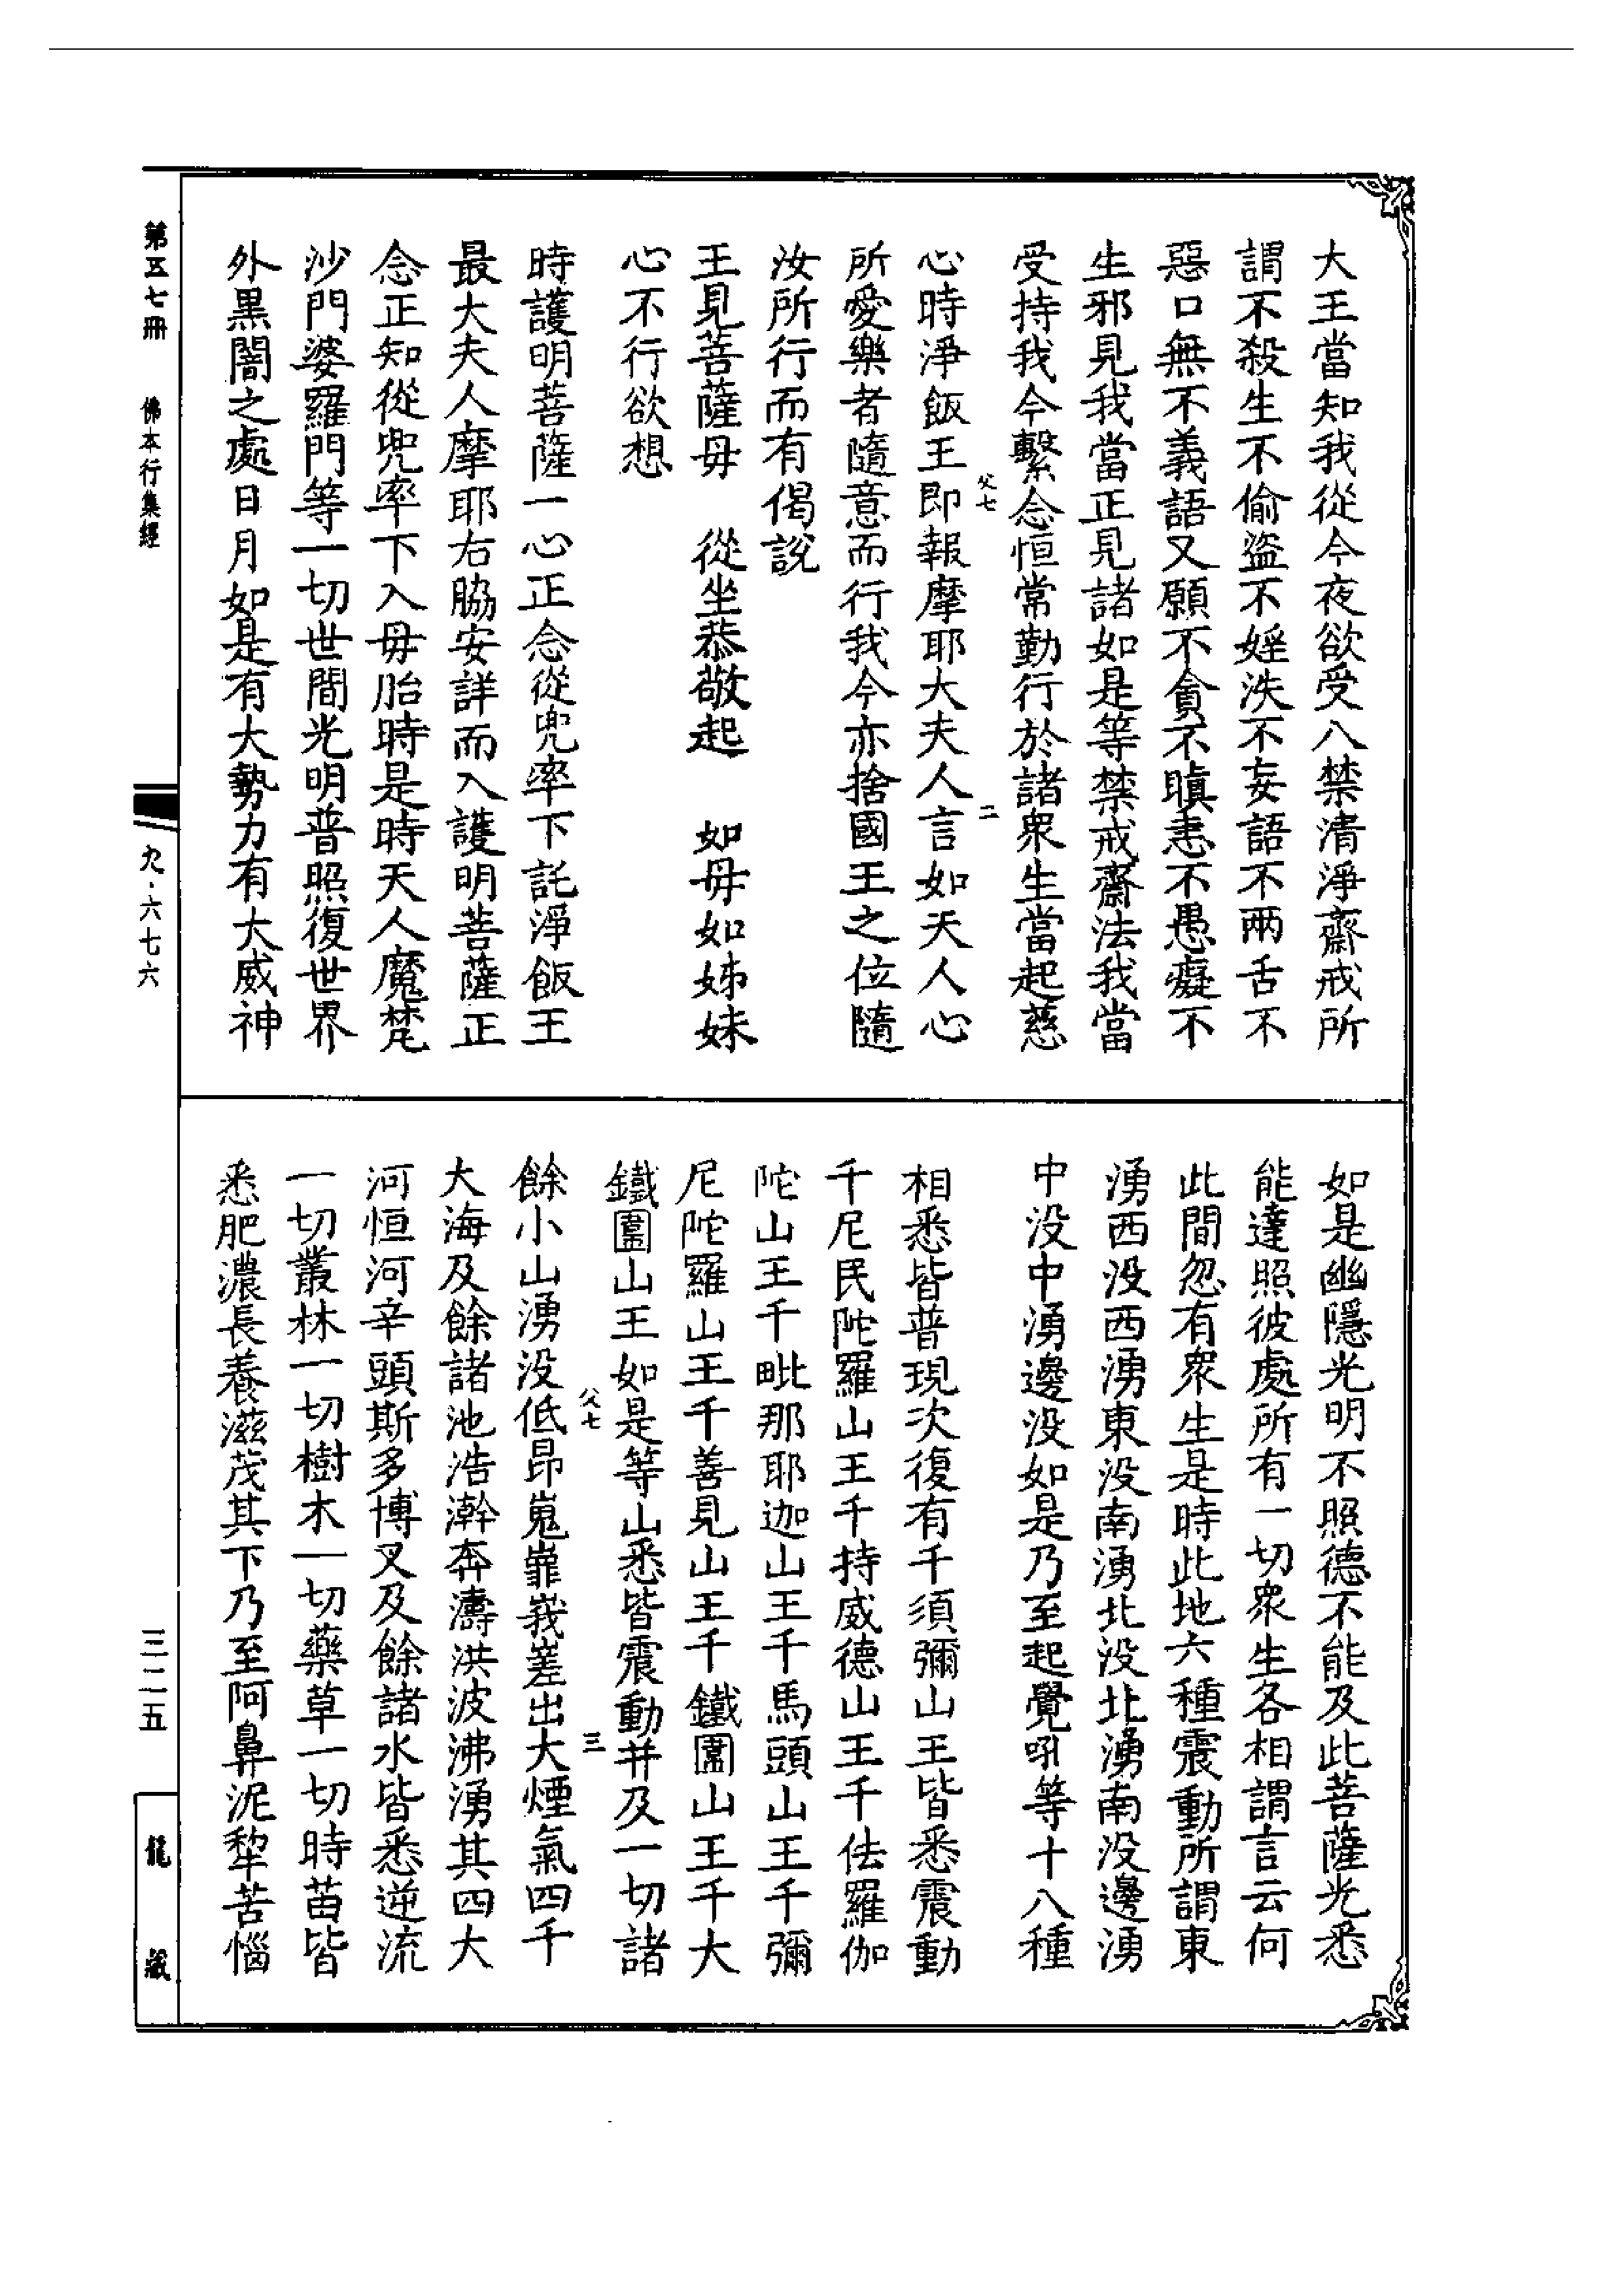 大王當知我從今夜欲受八禁清淨齋戒所
謂不殺生不偷盜不婬泆不妄語不兩舌不
惡口無不義語又願不貪不瞋恚不愚癡不
生邪見我當正見諸如是等禁戒齋法我當
受持我今繫念恒常勤行於諸衆生當起慈
父七
二
心時淨飯王即報摩耶大夫人言如天人心
所愛樂者隨意而行我今亦捨國王之位隨
汝所行而有偈說
王見菩薩母　從坐恭敬起　如母如姊妹
心不行欲想
時護明菩薩一心正念從兜率下託淨飯王
最大夫人摩耶右脇安詳而入護明菩薩正
念正知從兜率下入母胎時是時天人魔梵
沙門婆羅門等一切世間光明普照復世界
外黑闇之處日月如是有大勢力有大威神
如是幽隱光明不照德不能及此菩薩光悉
能達照彼處所有一切衆生各相謂言云何
此間忽有衆生是時此地六種震動所謂東
湧西没西湧東没南湧北没北湧南没邊湧
中没中湧邊没如是乃至起覺吼等十八種
相悉皆普現次復有千須彌山王皆悉震動
千尼民陀羅山王千持威德山王千佉羅伽
陀山王千毗那耶迦山王千馬頭山王千彌
尼陀羅山王千善見山王千鐵圍山王千大
鐵圍山王如是等山悉皆震動并及一切諸
父七
三
餘小山湧没低昂嵬𡾋峩嵳出大煙氣四千
大海及餘諸池浩瀚奔濤洪波沸湧其四大
河恒河辛頭斯多博叉及餘諸水皆悉逆流
一切叢林一切樹木一切藥草一切時苗皆
悉肥濃長養滋茂其下乃至阿鼻泥犂苦惱
第五七冊　佛本行集經
九·六七六
三二五
龍藏